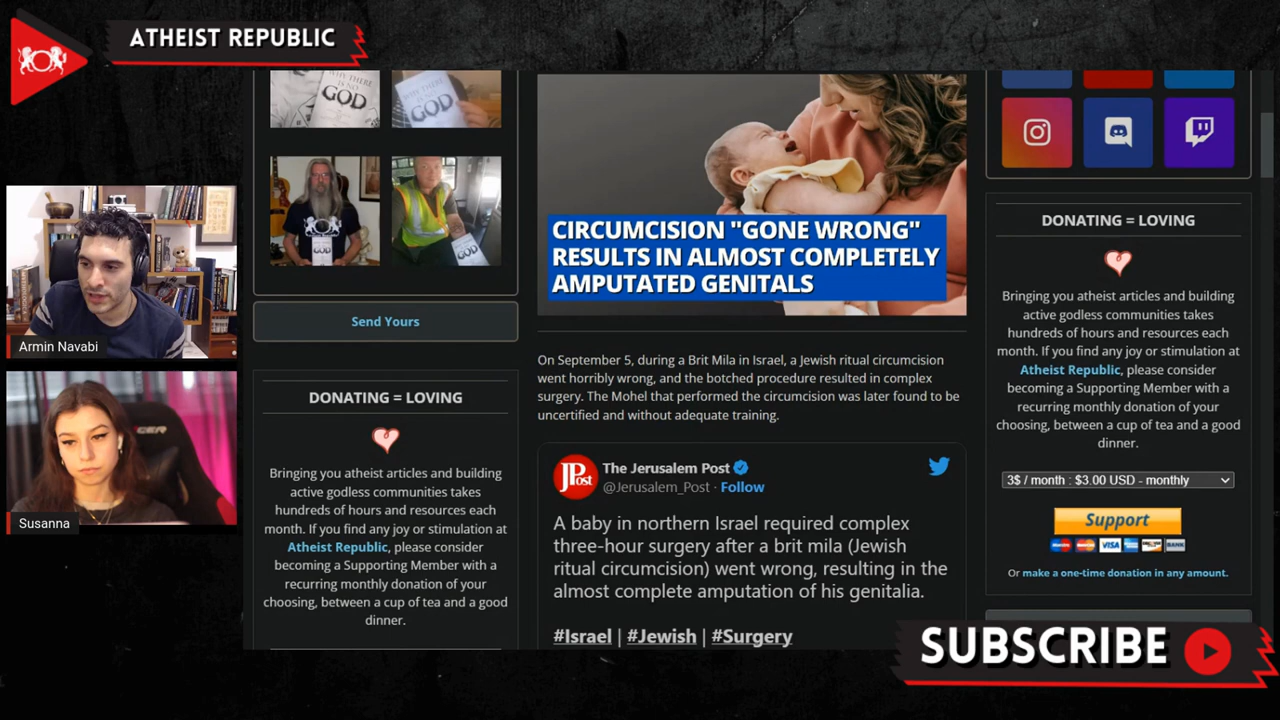 ATHEIST REPUBLIC
WHY THERE
IS NO
GOD
GOD
GOD
Send Yours
DONATING = LOVING
Bringing you atheist articles and building
active godless communities takes
hundreds of hours and resources each
month. If you find any joy or stimulation at
Atheist Republic, please consider
becoming a Supporting Member with a
recurring monthly donation of your
choosing, between a cup of tea and a good
dinner.
CIRCUMCISION "GONE WRONG"
RESULTS IN ALMOST COMPLETELY
AMPUTATED GENITALS
On September 5, during a Brit Mila in Israel, a Jewish ritual circumcision
went horribly wrong, and the botched procedure resulted in complex
surgery. The Mohel that performed the circumcision was later found to be
uncertified and without adequate training.
JPost
The Jerusalem Post
@Jerusalem_Post · Follow
A baby in northern Israel required complex
three-hour surgery after a brit mila (Jewish
ritual circumcision) went wrong, resulting in the
almost complete amputation of his genitalia.
#Israel | #Jewish | #Surgery
DONATING = LOVING
Bringing you atheist articles and building
active godless communities takes
hundreds of hours and resources each
month. If you find any joy or stimulation at
Atheist Republic, please consider
becoming a Supporting Member with a
recurring monthly donation of your
choosing, between a cup of tea and a good
dinner.
3$ / month : $3.00 USD - monthly
Support
VISA
BANK
Or make a one-time donation in any amount.
Armin Navabi
Susanna
SUBSCRIBE